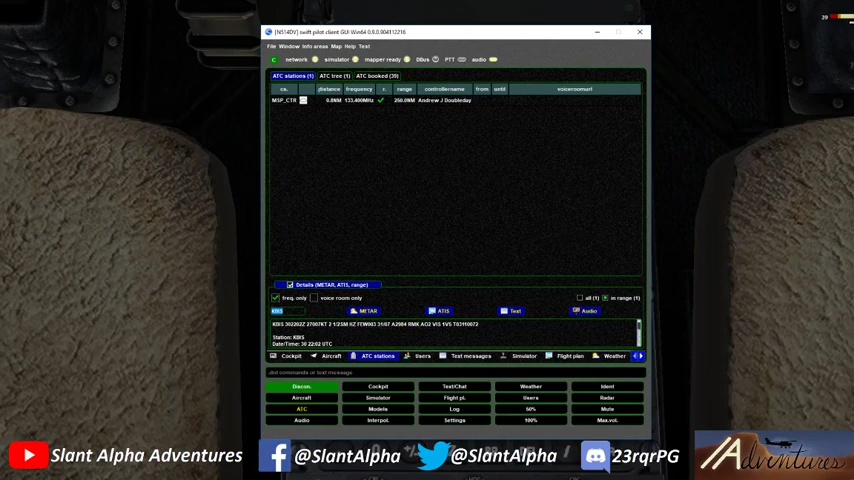 [N514DV] swift pilot client GUI Win64 0.9.0.904112216
File Window Info areas Map Help Test
C network simulator mapper ready DBus PTT audio
ATC stations (1) ATC tree (1) ATC booked (39)
cs. distance frequency r. range controllername from until voiceroomurl
MSP_CTR 0.8NM 133.400MHz 250.0NM Andrew J Doubleday
Details (METAR, ATIS, range)
freq. only voice room only all (1) in range (1)
KBIS METAR ATIS Text Audio
KBIS 302202Z 27007KT 2 1/2SM HZ FEW003 31/07 A2984 RMK AO2 VIS 1V5 T03110072
Station: KBIS
Date/Time: 30 22:02 UTC
Cockpit Aircraft ATC stations Users Text messages Simulator Flight plan Weather
.dot commands or text message
Discon. Cockpit Text/Chat Weather Ident
Aircraft Simulator Flight pl. Users Radar
ATC Models Log 50% Mute
Audio Interpol. Settings 100% Max.vol.
39
Slant Alpha Adventures @SlantAlpha @SlantAlpha 23rqrPG
Adventures